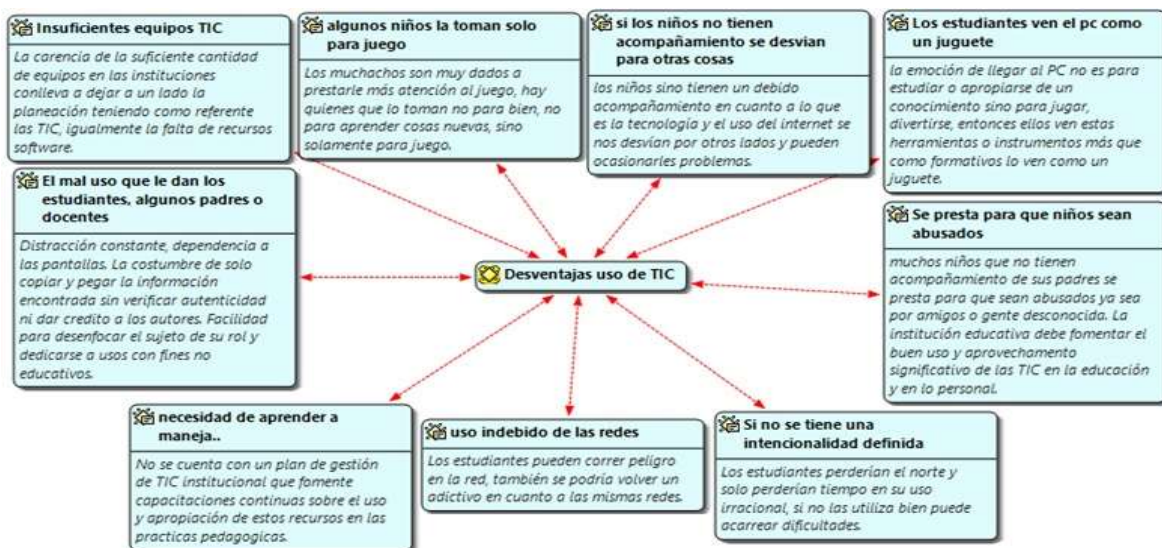 Insuficientes equipos TIC
La carencia de la suficiente cantidad
de equipos en las instituciones
conlleva a dejar a un lado la
planeación teniendo como referente
las TIC, igualmente la falta de recursos
software.
algunos niños la toman solo
para juego
Los muchachos son muy dados a
prestarle más atención al juego, hay
quienes que lo toman no para bien, no
para aprender cosas nuevas, sino
solamente para juego.
si los niños no tienen
acompañamiento se desvian
para otras cosas
los niños sino tienen un debido
acompañamiento en cuanto a lo que
es la tecnología y el uso del internet se
nos desvían por otros lados y pueden
ocasionarles problemas.
Los estudiantes ven el pc como
un juguete
la emoción de llegar al PC no es para
estudiar o apropiarse de un
conocimiento sino para jugar,
divertirse, entonces ellos ven estas
herramientas o instrumentos más que
como formativos lo ven como un
juguete.
El mal uso que le dan los
estudiantes, algunos padres o
docentes
Distracción constante, dependencia a
las pantallas. La costumbre de solo
copiar y pegar la información
encontrada sin verificar autenticidad
ni dar credito a los autores. Facilidad
para desenfocar el sujeto de su rol y
dedicarse a usos con fines no
educativos.
Desventajas uso de TIC
Se presta para que niños sean
abusados
muchos niños que no tienen
acompañamiento de sus padres se
presta para que sean abusados ya sea
por amigos o gente desconocida. La
institución educativa debe fomentar el
buen uso y aprovechamiento
significativo de las TIC en la educación
y en lo personal.
necesidad de aprender a
maneja..
No se cuenta con un plan de gestión
de TIC institucional que fomente
capacitaciones continuas sobre el uso
y apropiación de estos recursos en las
practicas pedagogicas.
uso indebido de las redes
Los estudiantes pueden correr peligro
en la red, también se podría volver un
adictivo en cuanto a las mismas redes.
Si no se tiene una
intencionalidad definida
Los estudiantes perderían el norte y
solo perderían tiempo en su uso
irracional, si no las utiliza bien puede
acarrear dificultades.